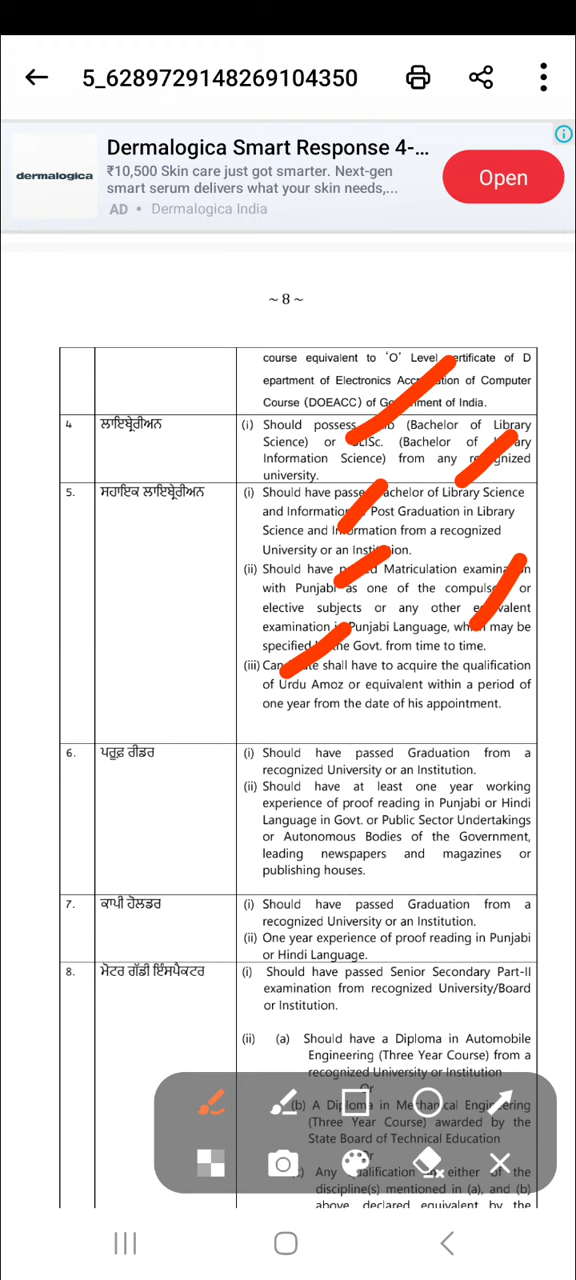 5_6289729148269104350
Dermalogica Smart Response 4-...
₹10,500 Skin care just got smarter. Next-gen
smart serum delivers what your skin needs,...
AD • Dermalogica India
dermalogica
Open
~ 8 ~
course equivalent to 'O' Level certificate of D
epartment of Electronics Accreditation of Computer
Course (DOEACC) of Government of India.
4 ਲਾਇਬ੍ਰੇਰੀਅਨ (i) Should possess (Bachelor of Library
Science) or (Bachelor of Library
Information Science) from any recognized
university.
5. ਸਹਾਇਕ ਲਾਇਬ੍ਰੇਰੀਅਨ (i) Should have passed Bachelor of Library Science
and Information Post Graduation in Library
Science and Information from a recognized
University or an Institution.
(ii) Should have passed Matriculation examination
with Punjabi as one of the compulsory or
elective subjects or any other equivalent
examination in Punjabi Language, which may be
specified by the Govt. from time to time.
(iii) Candidate shall have to acquire the qualification
of Urdu Amoz or equivalent within a period of
one year from the date of his appointment.
6. ਪਰੂਫ਼ ਰੀਡਰ (i) Should have passed Graduation from a
recognized University or an Institution.
(ii) Should have at least one year working
experience of proof reading in Punjabi or Hindi
Language in Govt. or Public Sector Undertakings
or Autonomous Bodies of the Government,
leading newspapers and magazines or
publishing houses.
7. ਕਾਪੀ ਹੋਲਡਰ (i) Should have passed Graduation from a
recognized University or an Institution.
(ii) One year experience of proof reading in Punjabi
or Hindi Language.
8. ਮੋਟਰ ਗੱਡੀ ਇੰਸਪੈਕਟਰ (i) Should have passed Senior Secondary Part-II
examination from recognized University/Board
or Institution.
(ii) (a) Should have a Diploma in Automobile
Engineering (Three Year Course) from a
recognized University or Institution
Or
(b) A Diploma in Mechanical Engineering
(Three Year Course) awarded by the
State Board of Technical Education
Or
(c) Any qualification in either of the
discipline(s) mentioned in (a), and (b)
above declared equivalent by the